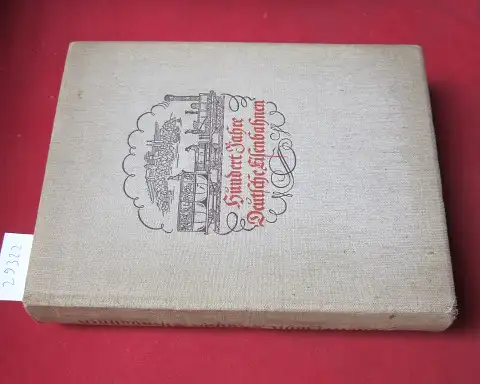 Hundert Jahre
Deutsche Eisenbahnen
29322